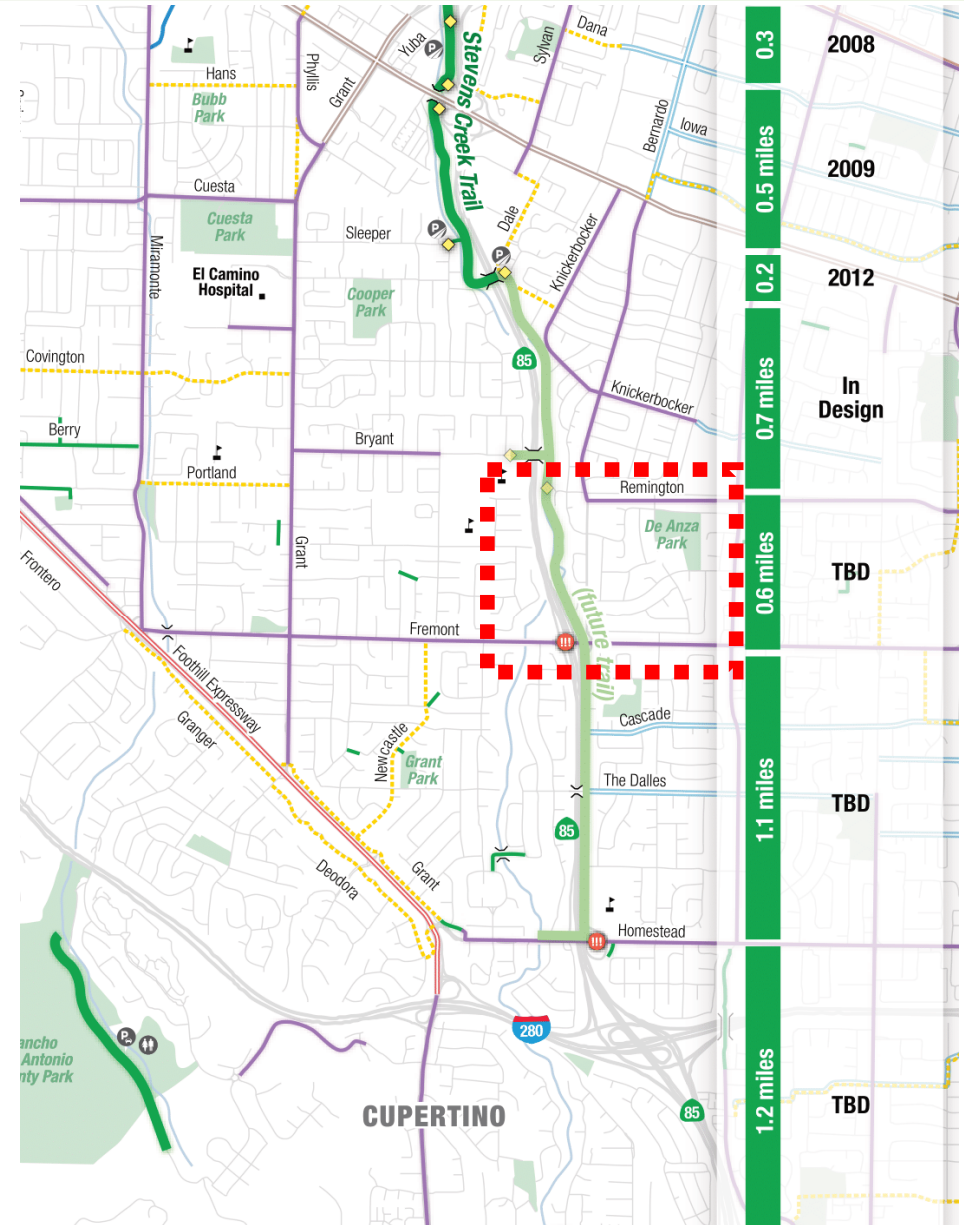 Yuba
P
Stevens Creek Trail
Sylvan
Dana
0.3
2008
Hans
Phyllis
Grant
Bubb
Park
Bernardo
Iowa
0.5 miles
2009
Cuesta
Cuesta
Park
Miramonte
Sleeper
P
Dale
P
Knickerbocker
El Camino
Hospital
Cooper
Park
0.2
2012
85
Covington
Knickerbocker
0.7 miles
In
Design
Berry
Bryant
Portland
Remington
De Anza
Park
Grant
Frontero
0.6 miles
TBD
(future trail)
Fremont
!!!
Foothill Expressway
Granger
Newcastle
Grant
Park
Cascade
The Dalles
1.1 miles
TBD
85
Deodora
Grant
Homestead
!!!
280
P
ancho
Antonio
nty Park
CUPERTINO
85
1.2 miles
TBD